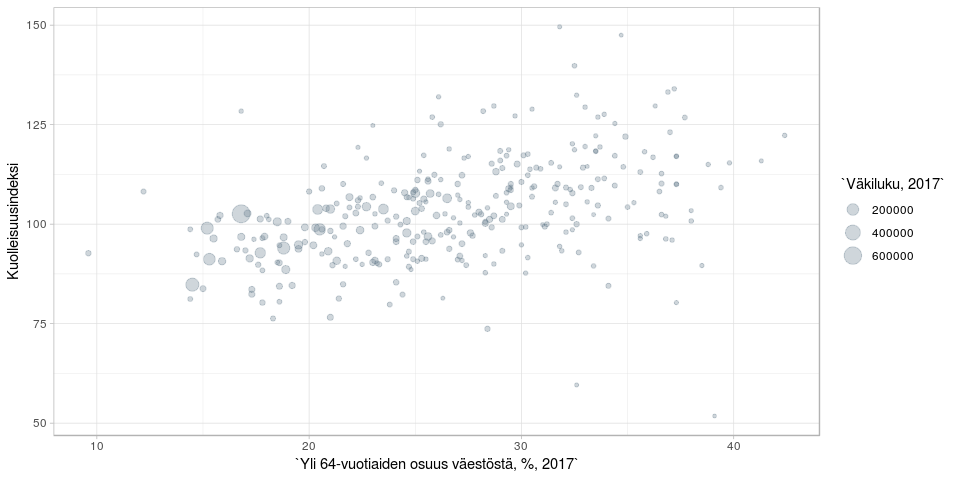 150
125
100
75
50
Kuolleisuusindeksi
10 20 30 40
`Yli 64-vuotiaiden osuus väestöstä, %, 2017`
`Väkiluku, 2017`
200000
400000
600000